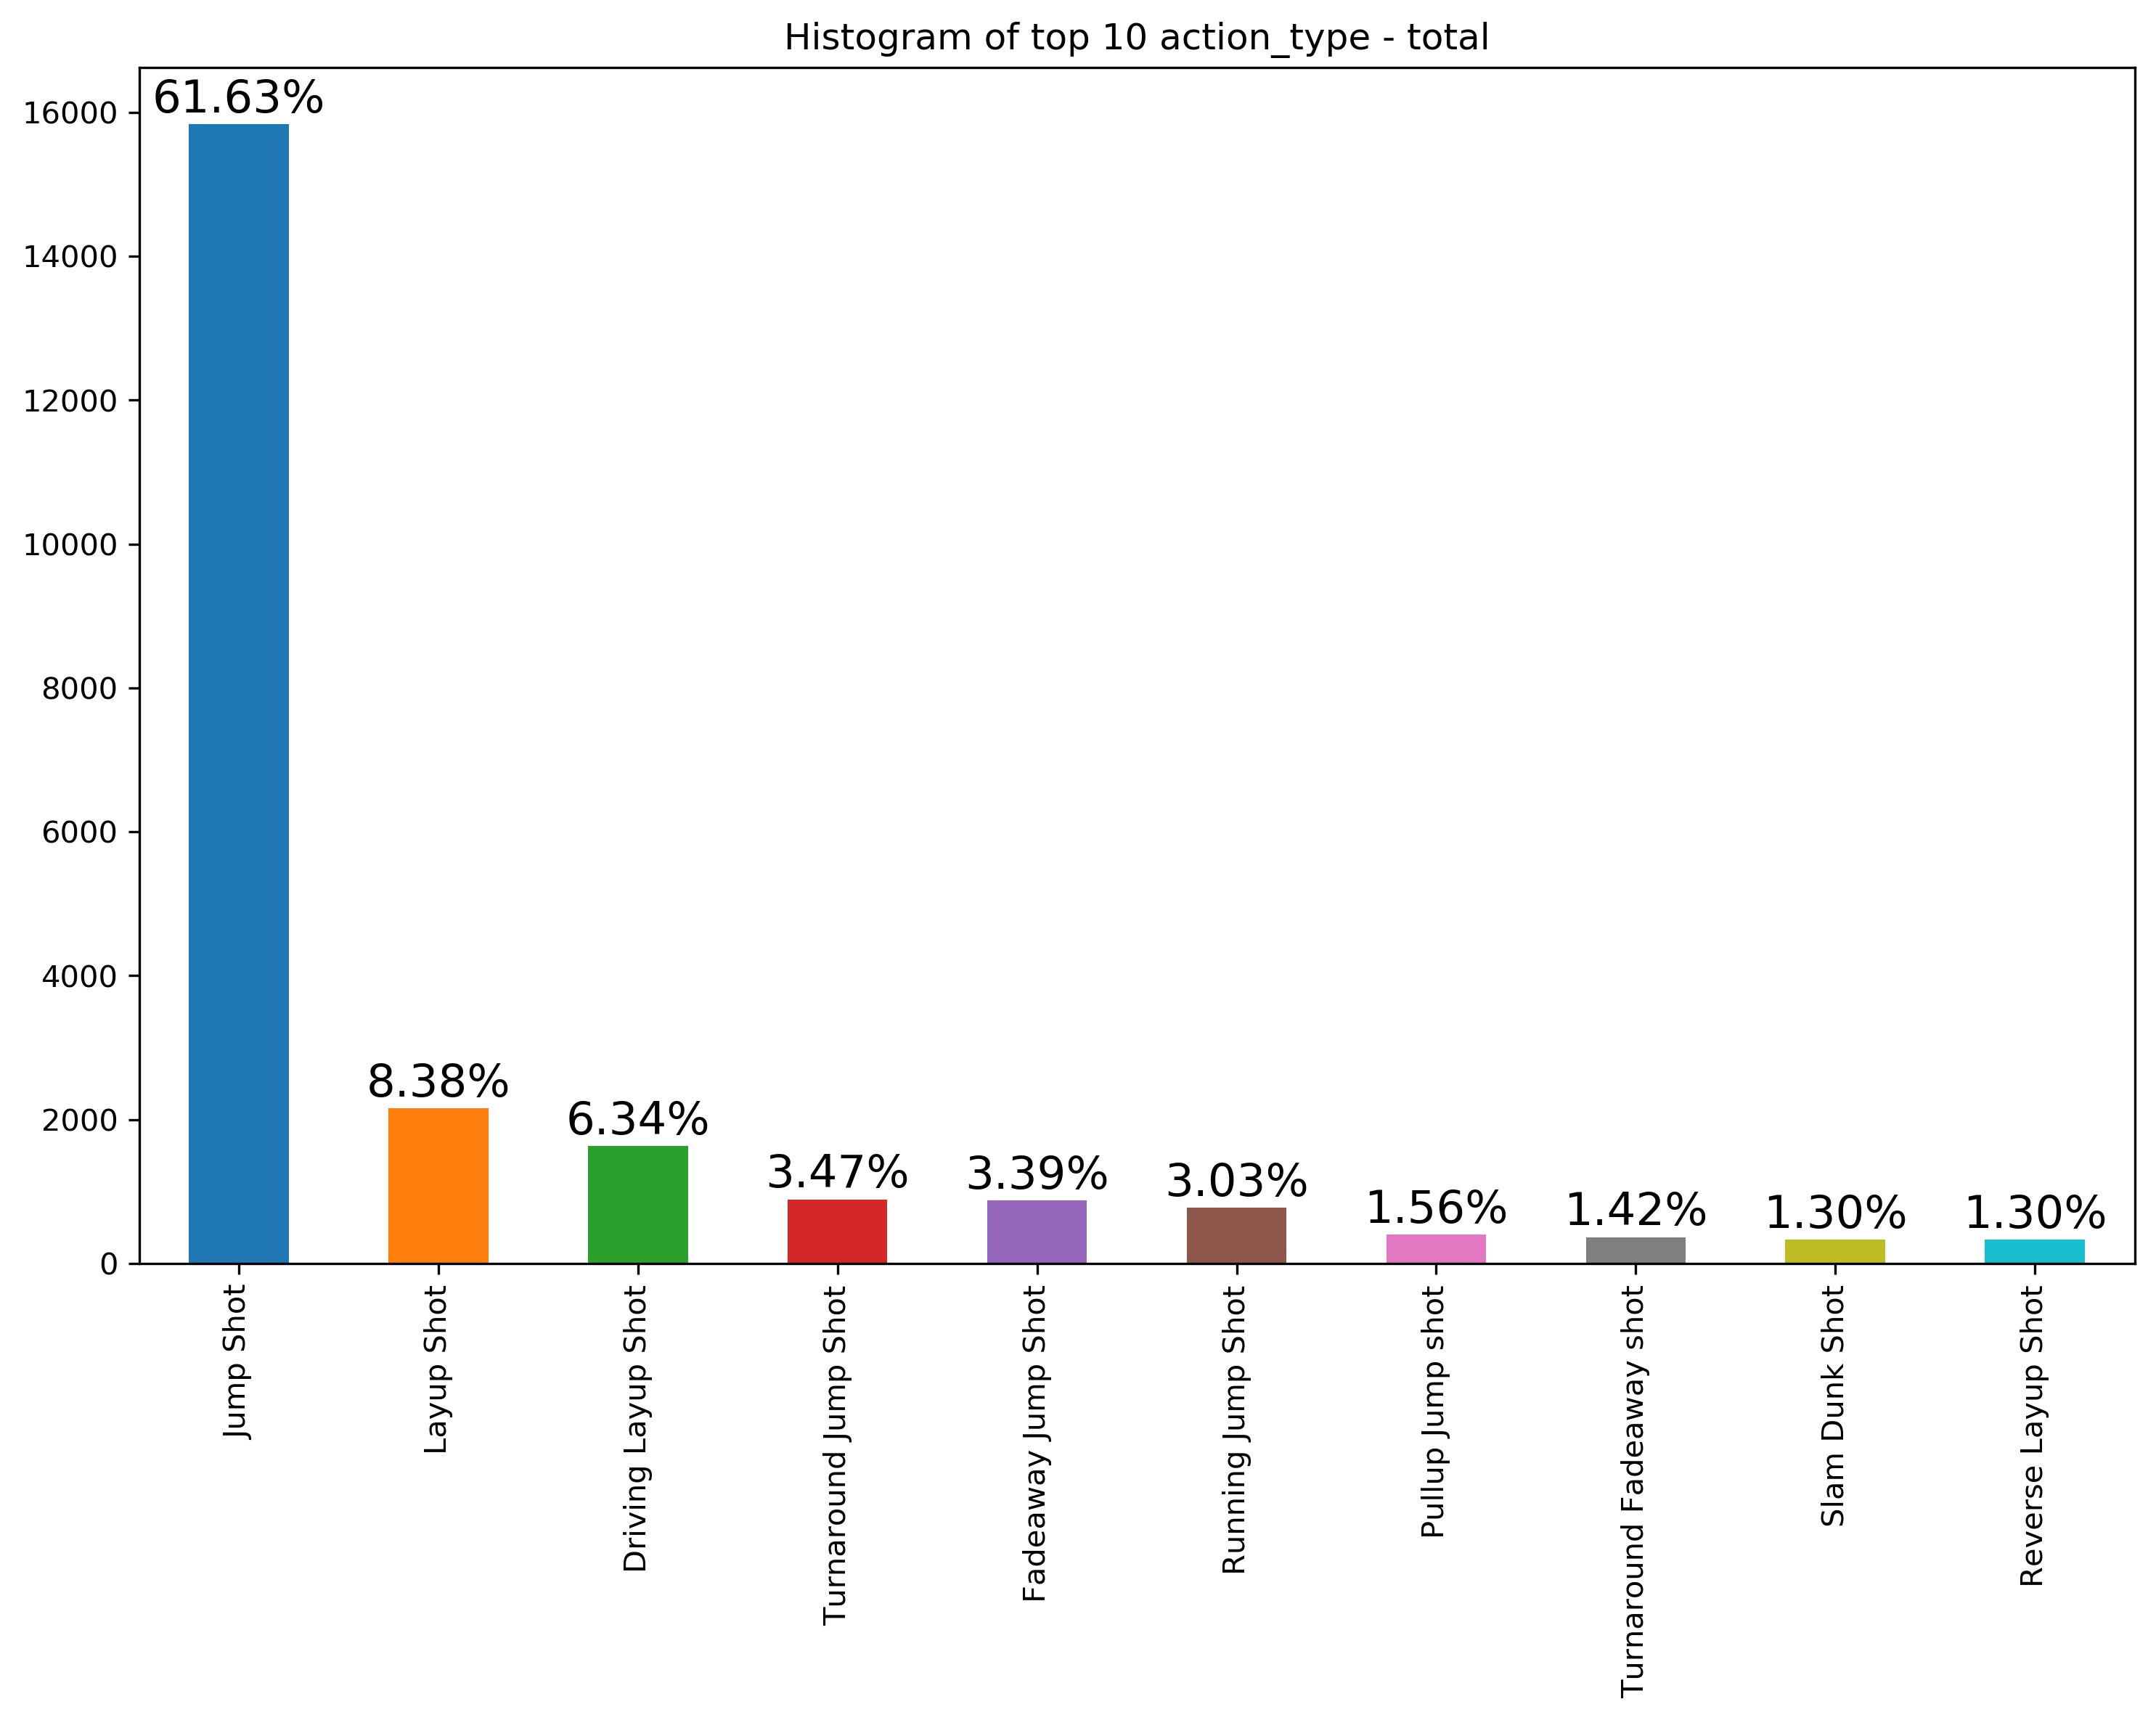 Histogram of top 10 action_type - total
16000
14000
12000
10000
8000
6000
4000
2000
0
61.63%
8.38%
6.34%
3.47%
3.39%
3.03%
1.56%
1.42%
1.30%
1.30%
Jump Shot
Layup Shot
Driving Layup Shot
Turnaround Jump Shot
Fadeaway Jump Shot
Running Jump Shot
Pullup Jump shot
Turnaround Fadeaway shot
Slam Dunk Shot
Reverse Layup Shot